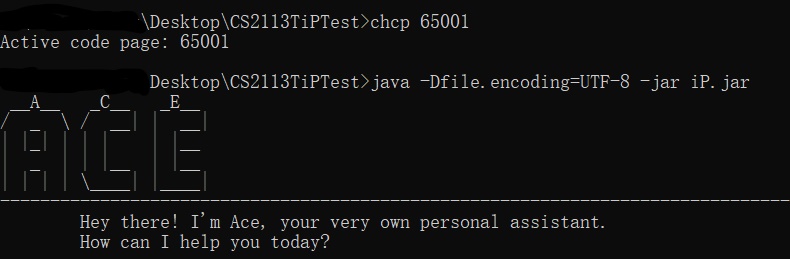 \Desktop\CS2113TiPTest>chcp 65001
Active code page: 65001
Desktop\CS2113TiPTest>java -Dfile.encoding=UTF-8 -jar iP.jar
A C E
Hey there! I'm Ace, your very own personal assistant.
How can I help you today?